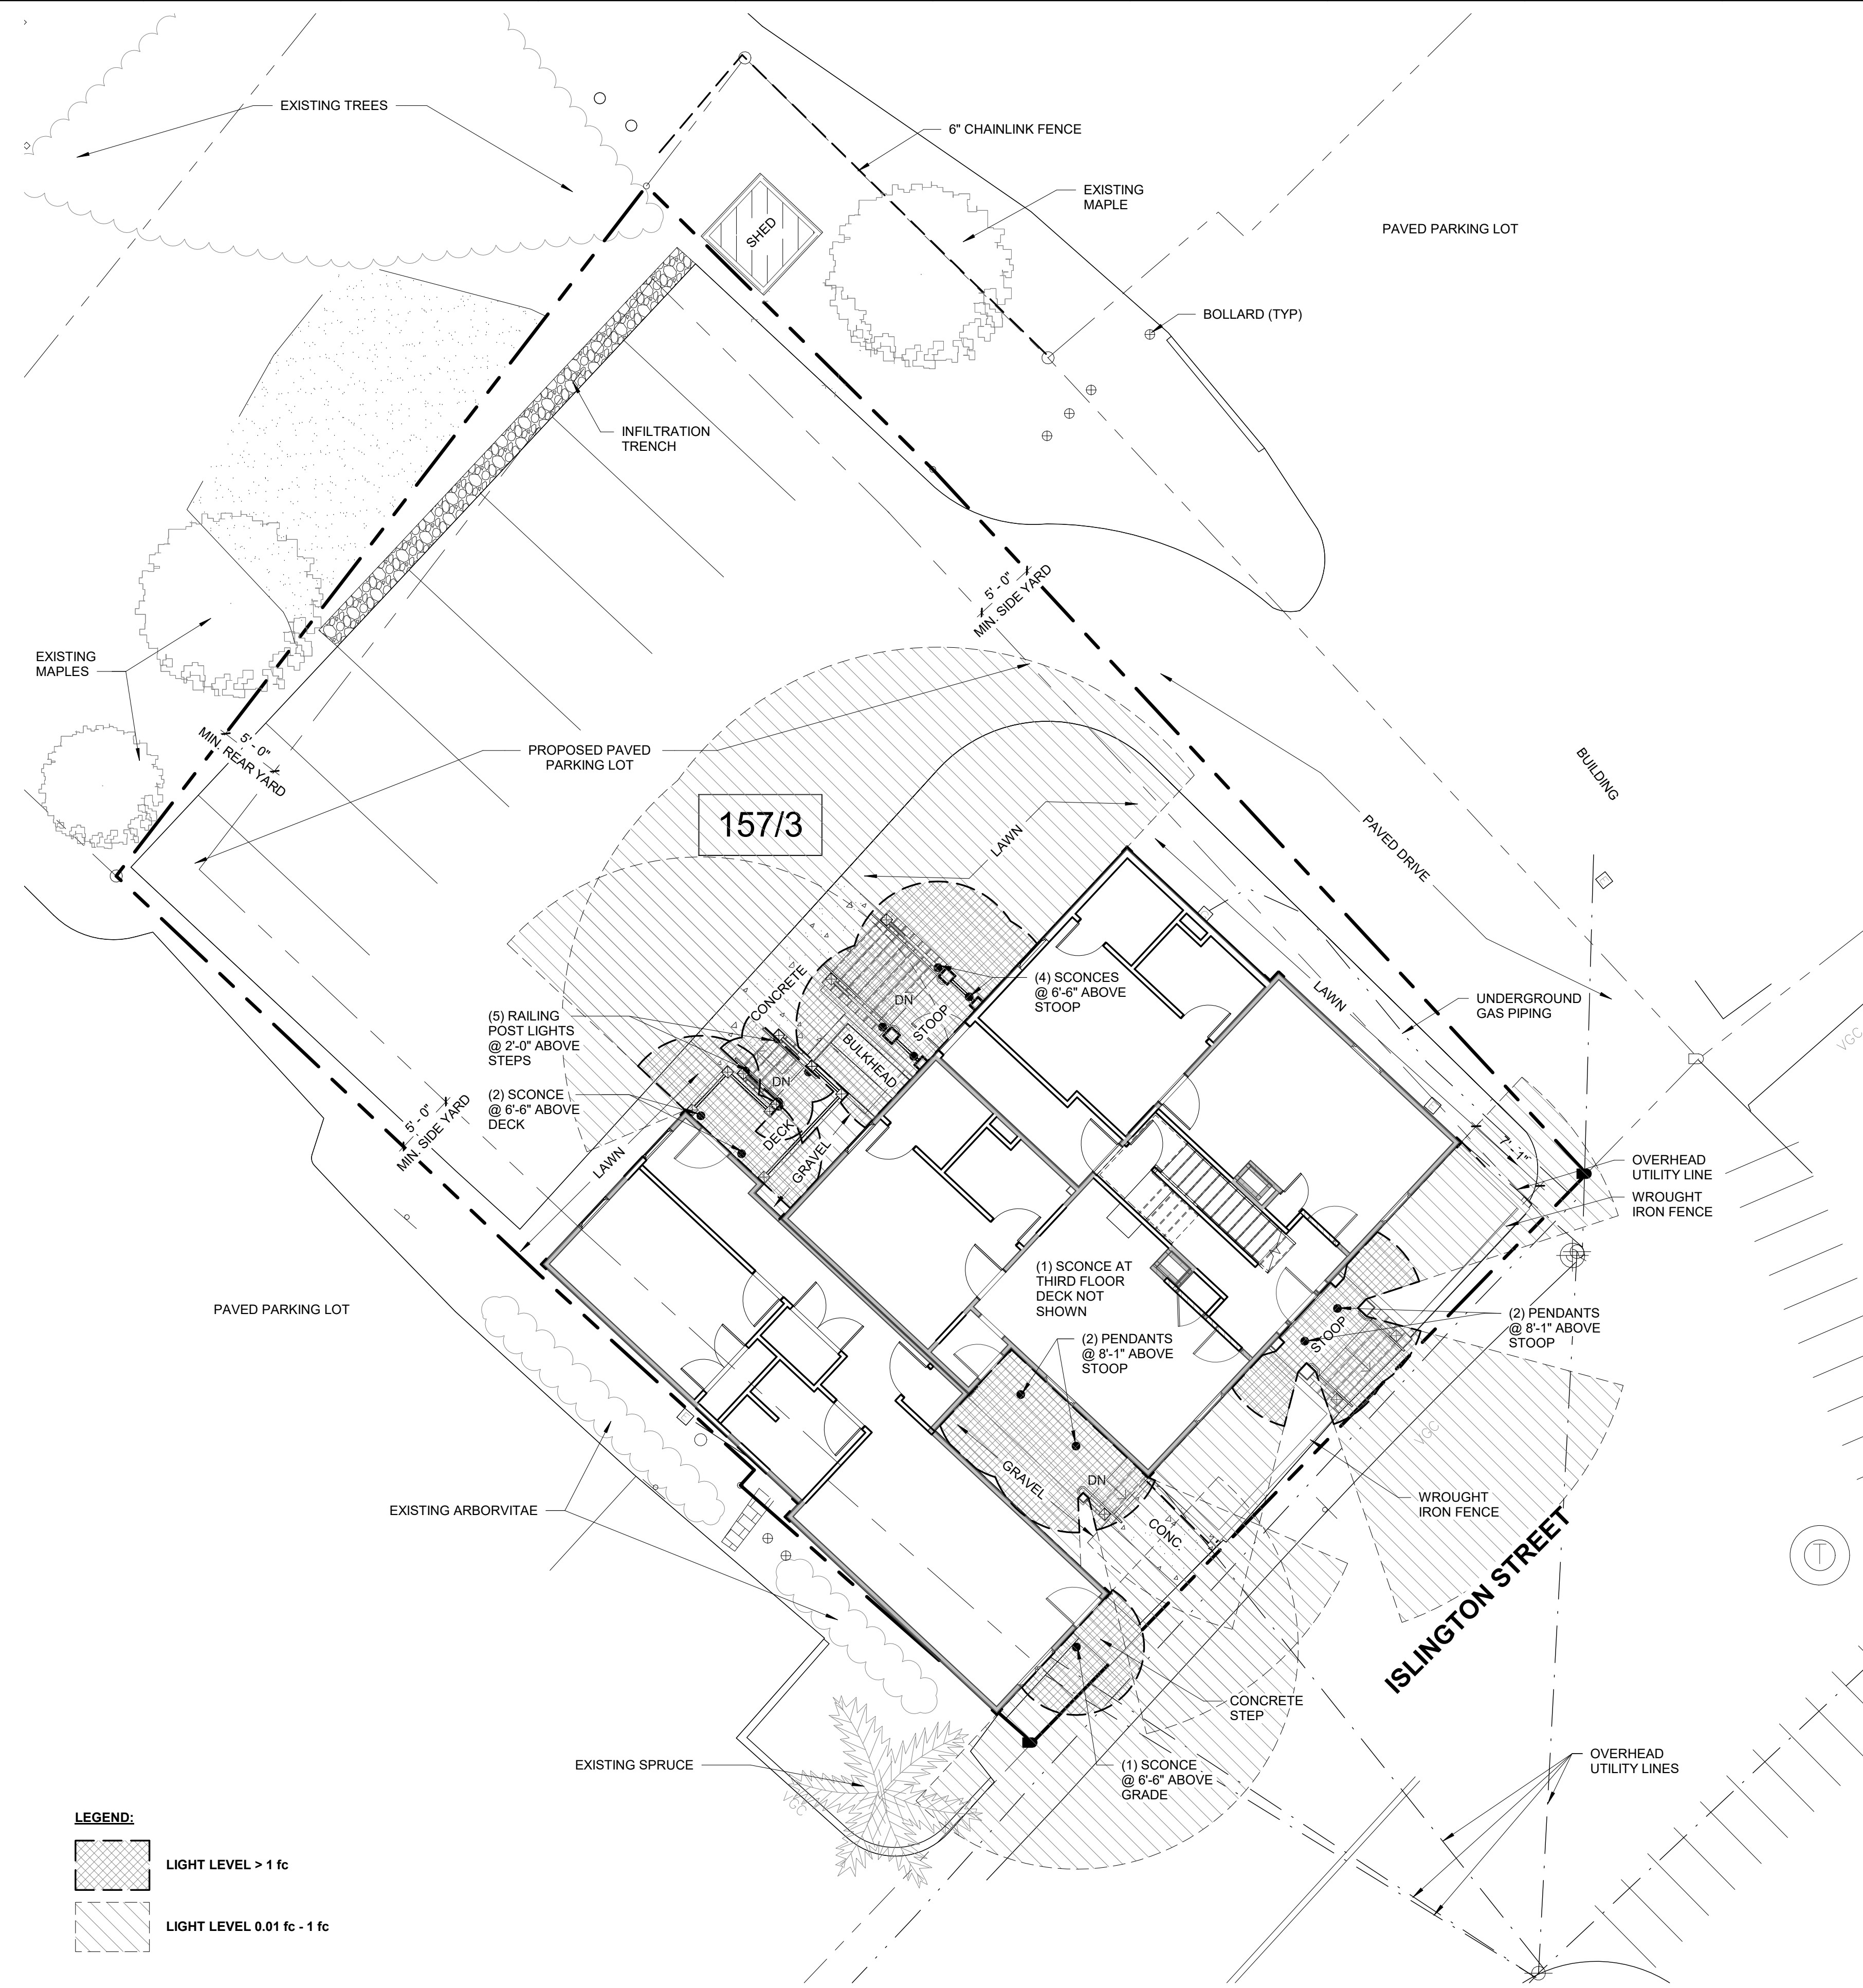 EXISTING TREES
6" CHAINLINK FENCE
EXISTING
MAPLE
PAVED PARKING LOT
SHED
BOLLARD (TYP)
INFILTRATION
TRENCH
5' - 0"
MIN. SIDE YARD
EXISTING
MAPLES
5' - 0"
MIN. REAR YARD
PROPOSED PAVED
PARKING LOT
BUILDING
157/3
LAWN
PAVED DRIVE
CONCRETE
(4) SCONCES
@ 6'-6" ABOVE
STOOP
DN
STOOP
LAWN
UNDERGROUND
GAS PIPING
VGC
(5) RAILING
POST LIGHTS
@ 2'-0" ABOVE
STEPS
BULKHEAD
DN
(2) SCONCE
@ 6'-6" ABOVE
DECK
DECK
GRAVEL
5' - 0"
MIN. SIDE YARD
LAWN
7' - 1"
OVERHEAD
UTILITY LINE
WROUGHT
IRON FENCE
(1) SCONCE AT
THIRD FLOOR
DECK NOT
SHOWN
PAVED PARKING LOT
STOOP
(2) PENDANTS
@ 8'-1" ABOVE
STOOP
(2) PENDANTS
@ 8'-1" ABOVE
STOOP
VGC
GRAVEL
DN
CONC.
WROUGHT
IRON FENCE
EXISTING ARBORVITAE
ISLINGTON STREET
T
CONCRETE
STEP
EXISTING SPRUCE
(1) SCONCE
@ 6'-6" ABOVE
GRADE
VGC
OVERHEAD
UTILITY LINES
LEGEND:
LIGHT LEVEL > 1 fc
LIGHT LEVEL 0.01 fc - 1 fc